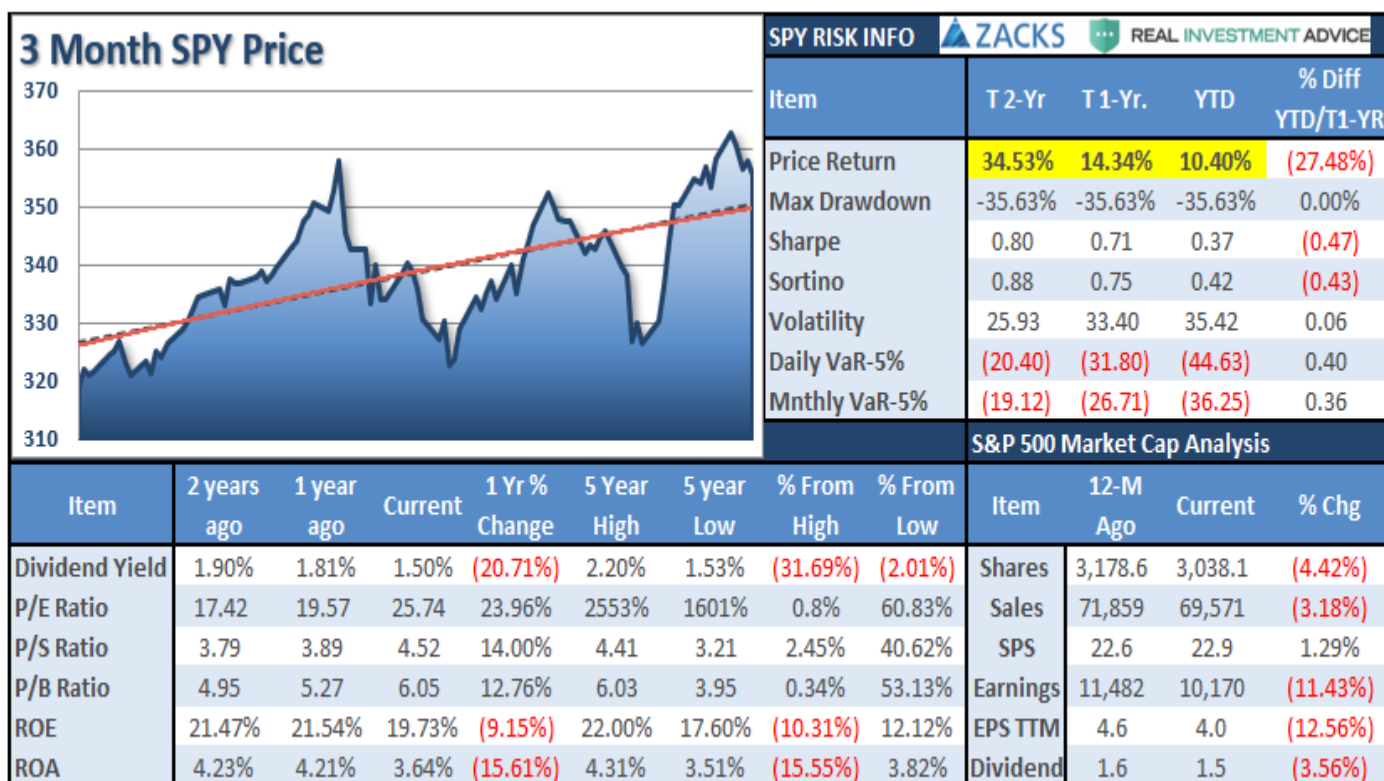 3 Month SPY Price
370
360
350
340
330
320
310
SPY RISK INFO ZACKS REAL INVESTMENT ADVICE
Item T 2-Yr T 1-Yr. YTD % Diff YTD/T1-YR
Price Return 34.53% 14.34% 10.40% (27.48%)
Max Drawdown -35.63% -35.63% -35.63% 0.00%
Sharpe 0.80 0.71 0.37 (0.47)
Sortino 0.88 0.75 0.42 (0.43)
Volatility 25.93 33.40 35.42 0.06
Daily VaR-5% (20.40) (31.80) (44.63) 0.40
Mnthly VaR-5% (19.12) (26.71) (36.25) 0.36
Item 2 years ago 1 year ago Current 1 Yr % Change 5 Year High 5 year Low % From High % From Low
Dividend Yield 1.90% 1.81% 1.50% (20.71%) 2.20% 1.53% (31.69%) (2.01%)
P/E Ratio 17.42 19.57 25.74 23.96% 2553% 1601% 0.8% 60.83%
P/S Ratio 3.79 3.89 4.52 14.00% 4.41 3.21 2.45% 40.62%
P/B Ratio 4.95 5.27 6.05 12.76% 6.03 3.95 0.34% 53.13%
ROE 21.47% 21.54% 19.73% (9.15%) 22.00% 17.60% (10.31%) 12.12%
ROA 4.23% 4.21% 3.64% (15.61%) 4.31% 3.51% (15.55%) 3.82%
S&P 500 Market Cap Analysis
Item 12-M Ago Current % Chg
Shares 3,178.6 3,038.1 (4.42%)
Sales 71,859 69,571 (3.18%)
SPS 22.6 22.9 1.29%
Earnings 11,482 10,170 (11.43%)
EPS TTM 4.6 4.0 (12.56%)
Dividend 1.6 1.5 (3.56%)